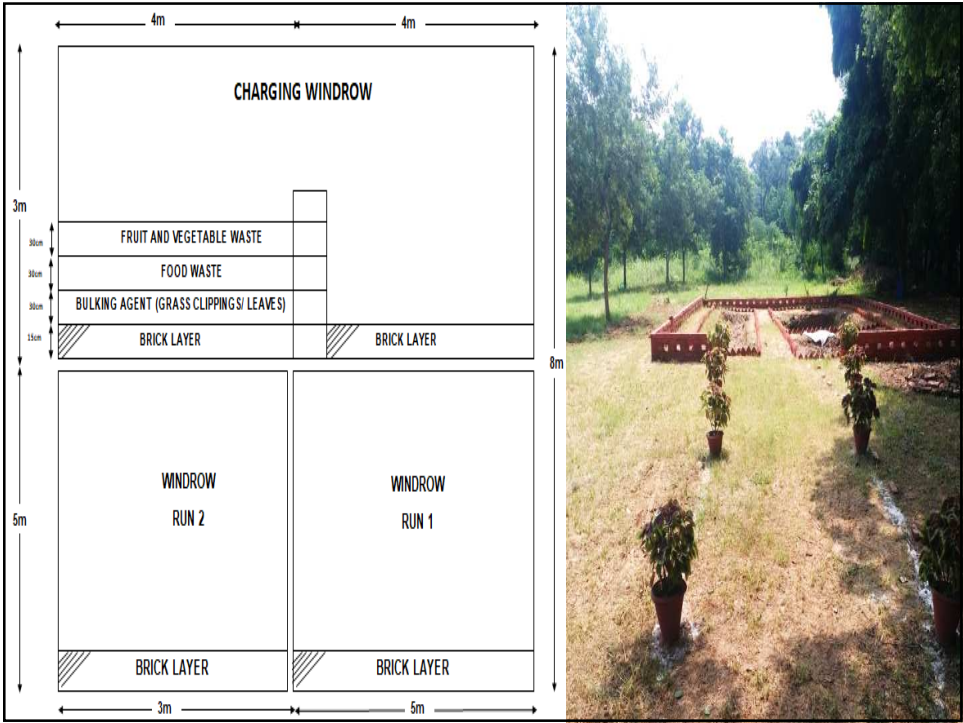 4m
4m
CHARGING WINDROW
3m
FRUIT AND VEGETABLE WASTE
30cm
FOOD WASTE
30cm
BULKING AGENT (GRASS CLIPPINGS/ LEAVES)
30cm
BRICK LAYER
BRICK LAYER
15cm
8m
WINDROW
RUN 2
WINDROW
RUN 1
5m
BRICK LAYER
BRICK LAYER
3m
5m